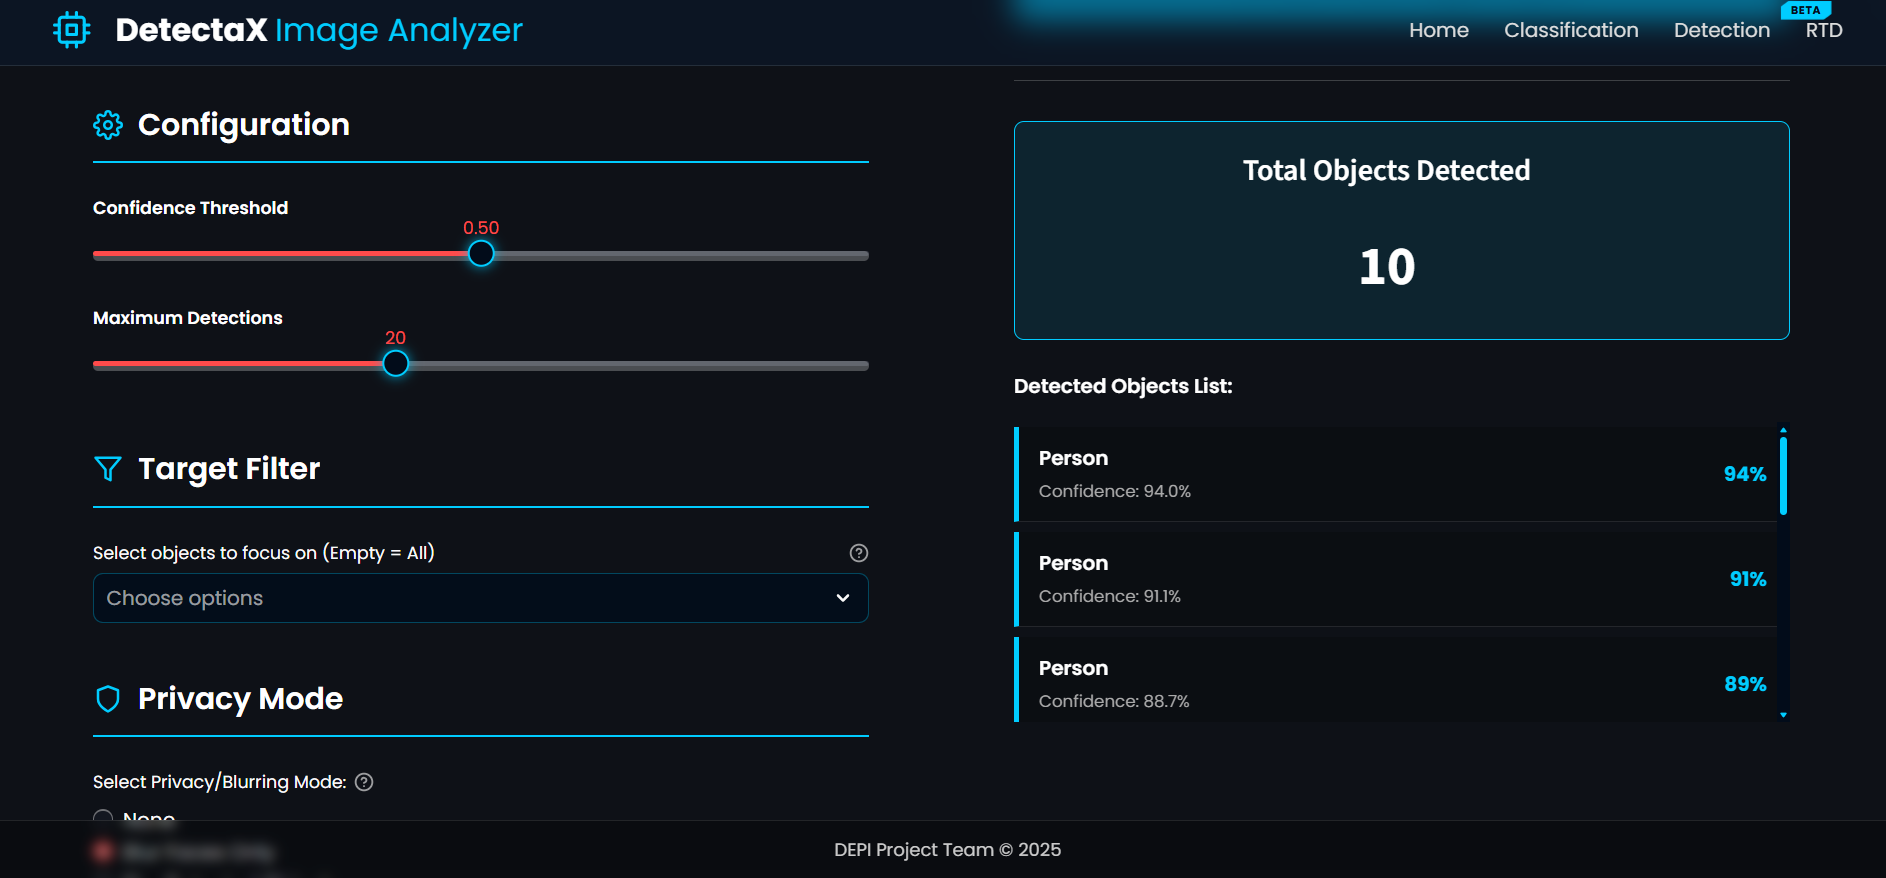 DetectaX Image Analyzer
Home
Classification
Detection
BETA
RTD
Configuration
Confidence Threshold
0.50
Maximum Detections
20
Target Filter
Select objects to focus on (Empty = All)
Choose options
Privacy Mode
Select Privacy/Blurring Mode:
None
Total Objects Detected
10
Detected Objects List:
Person
Confidence: 94.0%
94%
Person
Confidence: 91.1%
91%
Person
Confidence: 88.7%
89%
DEPI Project Team © 2025